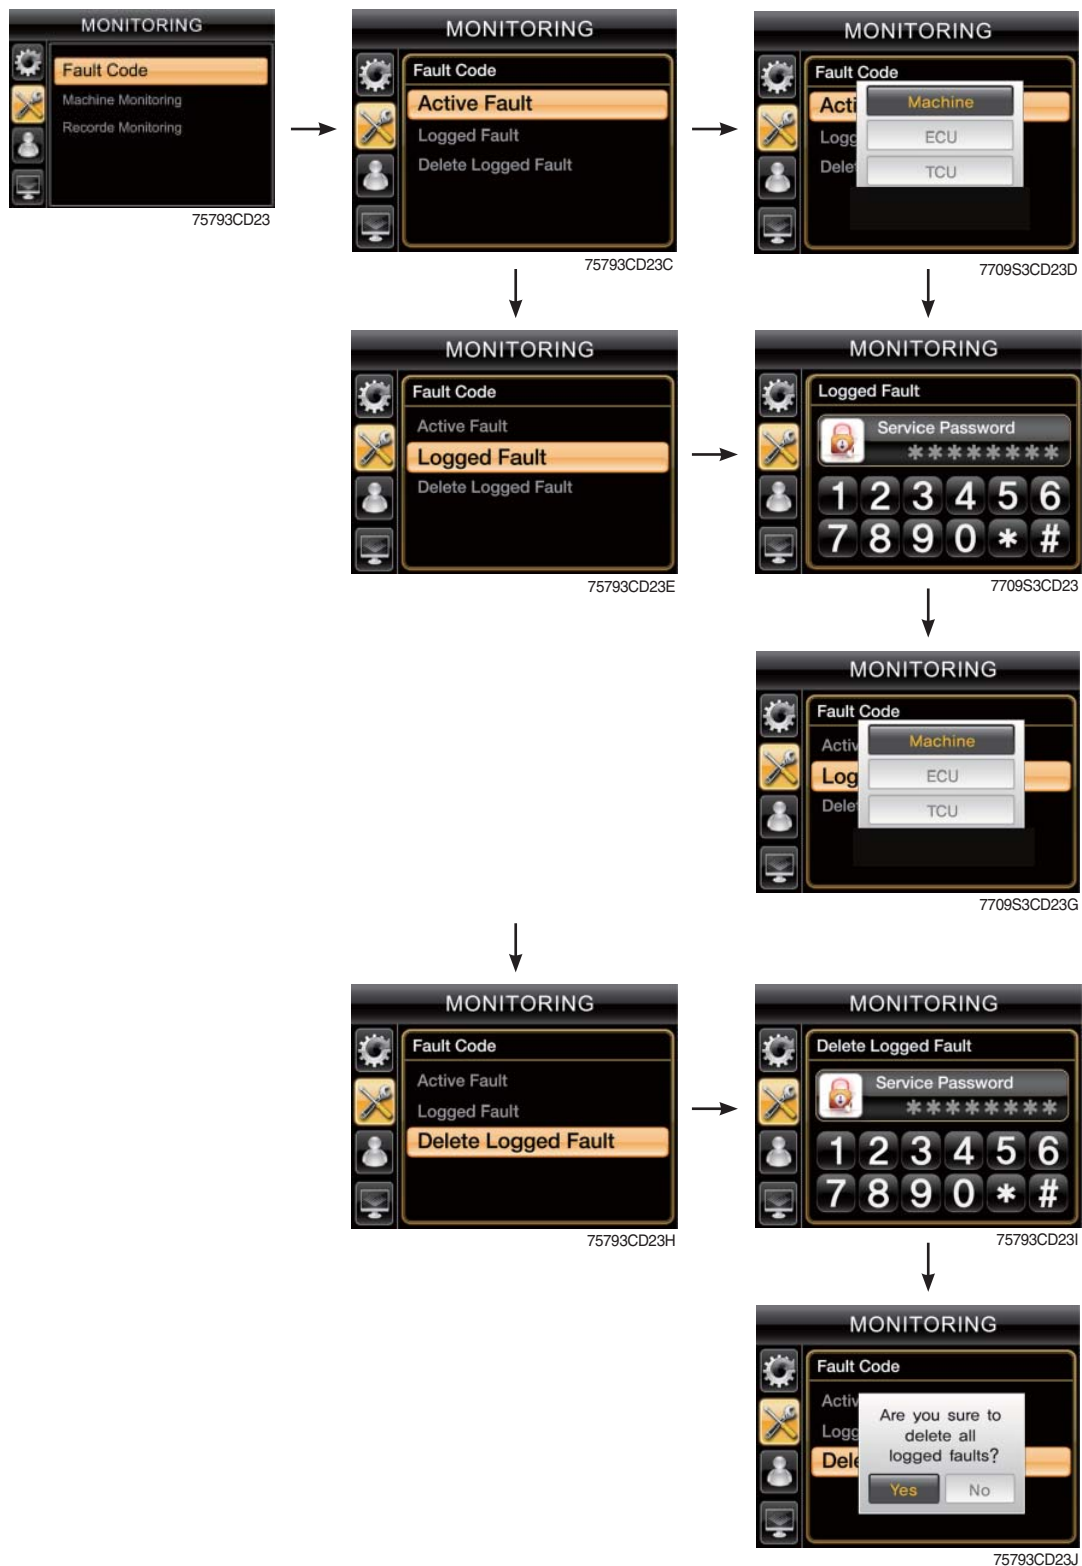 MONITORING
Fault Code
Machine Monitoring
Recorde Monitoring
75793CD23
MONITORING
Fault Code
Active Fault
Logged Fault
Delete Logged Fault
75793CD23C
MONITORING
Fault Code
Acti
Logg
Delet
Machine
ECU
TCU
7709S3CD23D
MONITORING
Fault Code
Active Fault
Logged Fault
Delete Logged Fault
75793CD23E
MONITORING
Logged Fault
Service Password
********
1 2 3 4 5 6
7 8 9 0 * #
7709S3CD23
MONITORING
Fault Code
Activ
Log
Delet
Machine
ECU
TCU
7709S3CD23G
MONITORING
Fault Code
Active Fault
Logged Fault
Delete Logged Fault
75793CD23H
MONITORING
Delete Logged Fault
Service Password
********
1 2 3 4 5 6
7 8 9 0 * #
75793CD23I
MONITORING
Fault Code
Activ
Logg
Dele
Are you sure to
delete all
logged faults?
Yes No
75793CD23J